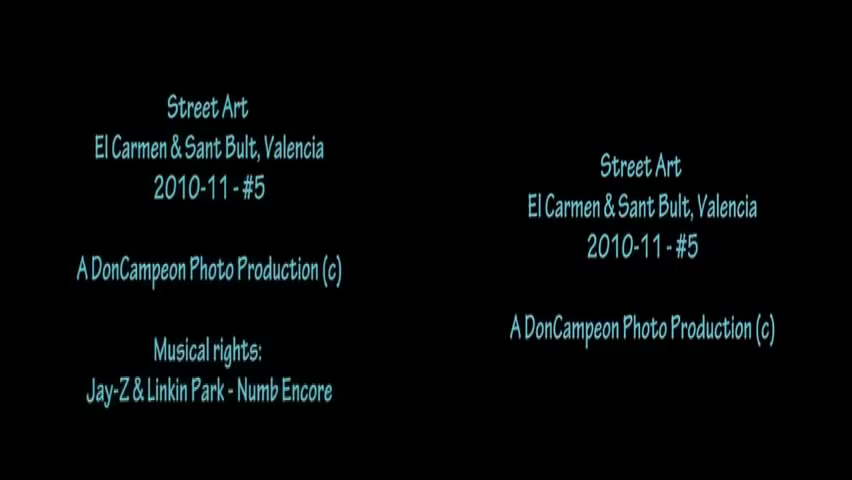 Street Art
El Carmen & Sant Bult, Valencia
2010-11 - #5
A DonCampeon Photo Production (c)
Musical rights:
Jay-Z & Linkin Park - Numb Encore
Street Art
El Carmen & Sant Bult, Valencia
2010-11 - #5
A DonCampeon Photo Production (c)